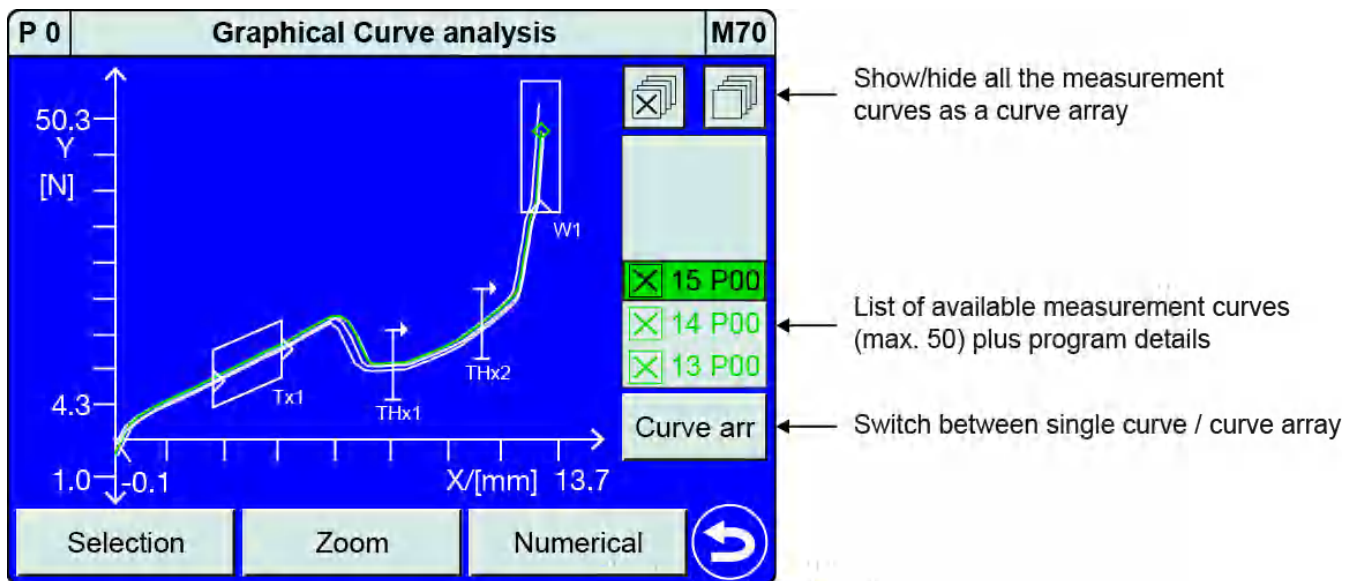 P 0 Graphical Curve analysis M70
Show/hide all the measurement
curves as a curve array
50.3
Y
[N]
W1
15 P00
14 P00
13 P00
List of available measurement curves
(max. 50) plus program details
THx2
Tx1
THx1
4.3
Curve arr
Switch between single curve / curve array
1.0 -0.1 X/[mm] 13.7
Selection Zoom Numerical